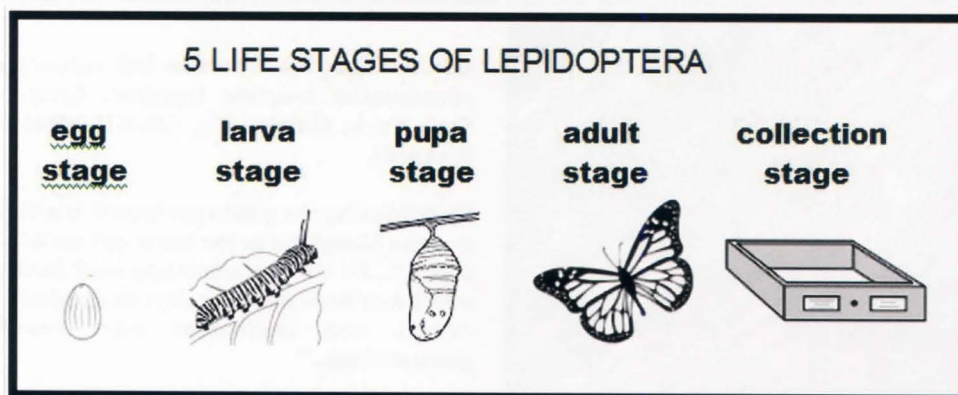 5 LIFE STAGES OF LEPIDOPTERA
egg stage
larva stage
pupa stage
adult stage
collection stage